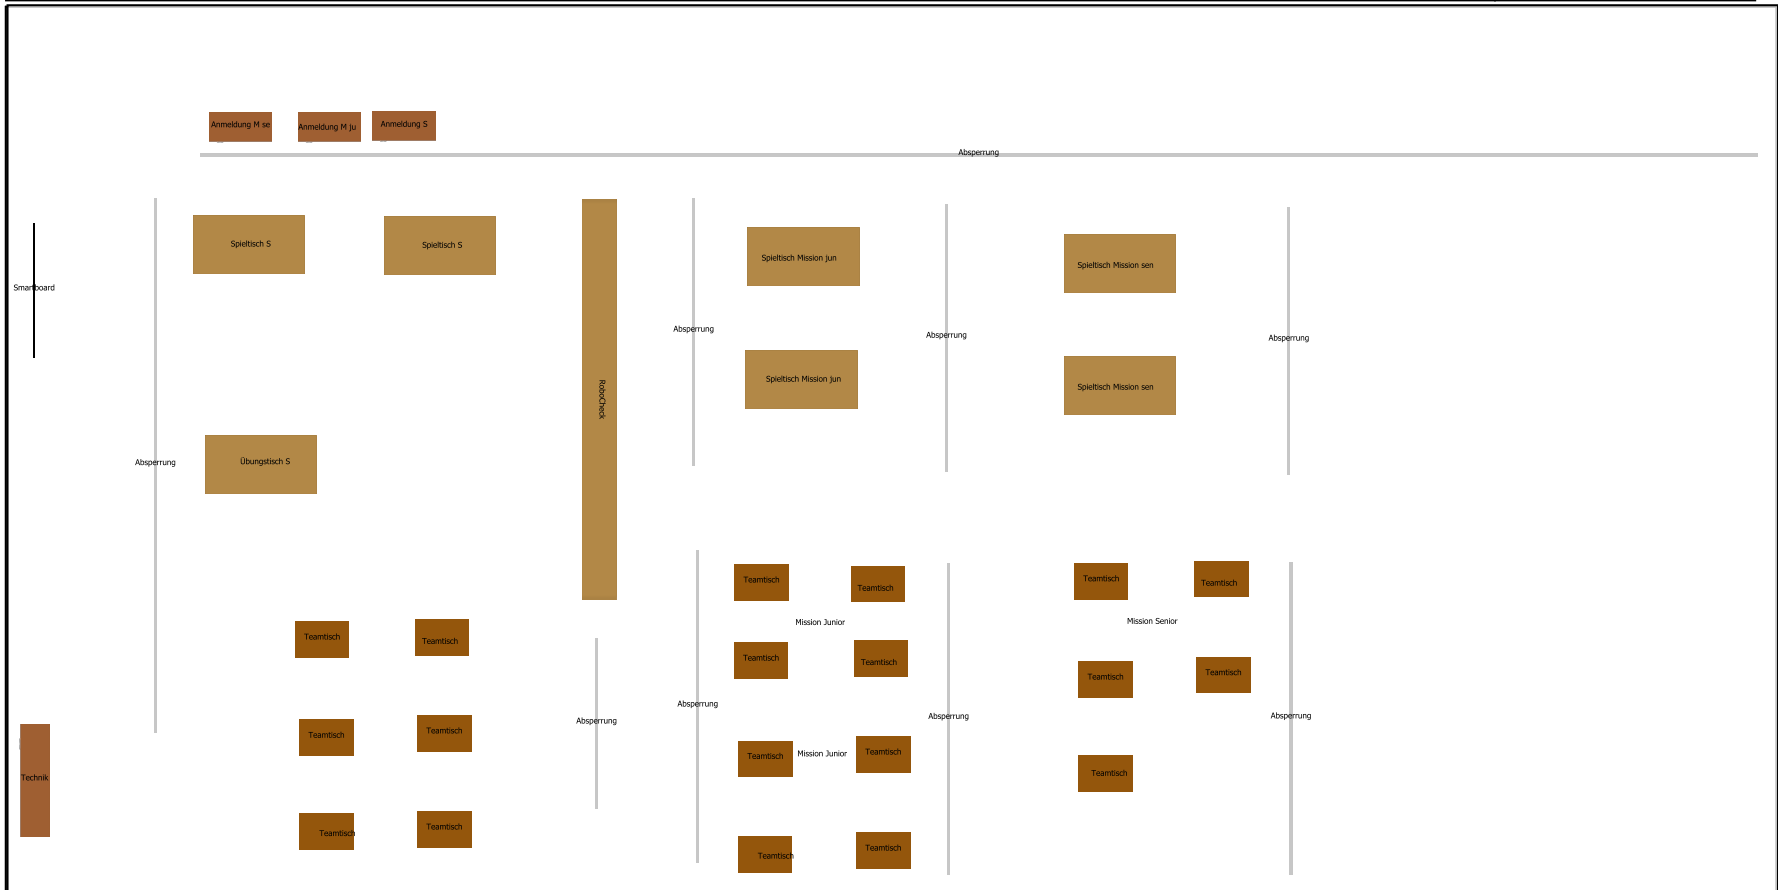 Anmeldung M se
Anmeldung M ju
Anmeldung S
Absperrung
Spieltisch S
Spieltisch S
Spieltisch Mission jun
Spieltisch Mission sen
Smartboard
Absperrung
Absperrung
Absperrung
Spieltisch Mission jun
Spieltisch Mission sen
RoboCheck
Absperrung
Übungstisch S
Teamtisch
Teamtisch
Teamtisch
Teamtisch
Mission Junior
Mission Senior
Teamtisch
Teamtisch
Teamtisch
Teamtisch
Teamtisch
Teamtisch
Absperrung
Absperrung
Absperrung
Absperrung
Teamtisch
Teamtisch
Teamtisch
Mission Junior
Teamtisch
Teamtisch
Technik
Teamtisch
Teamtisch
Teamtisch
Teamtisch